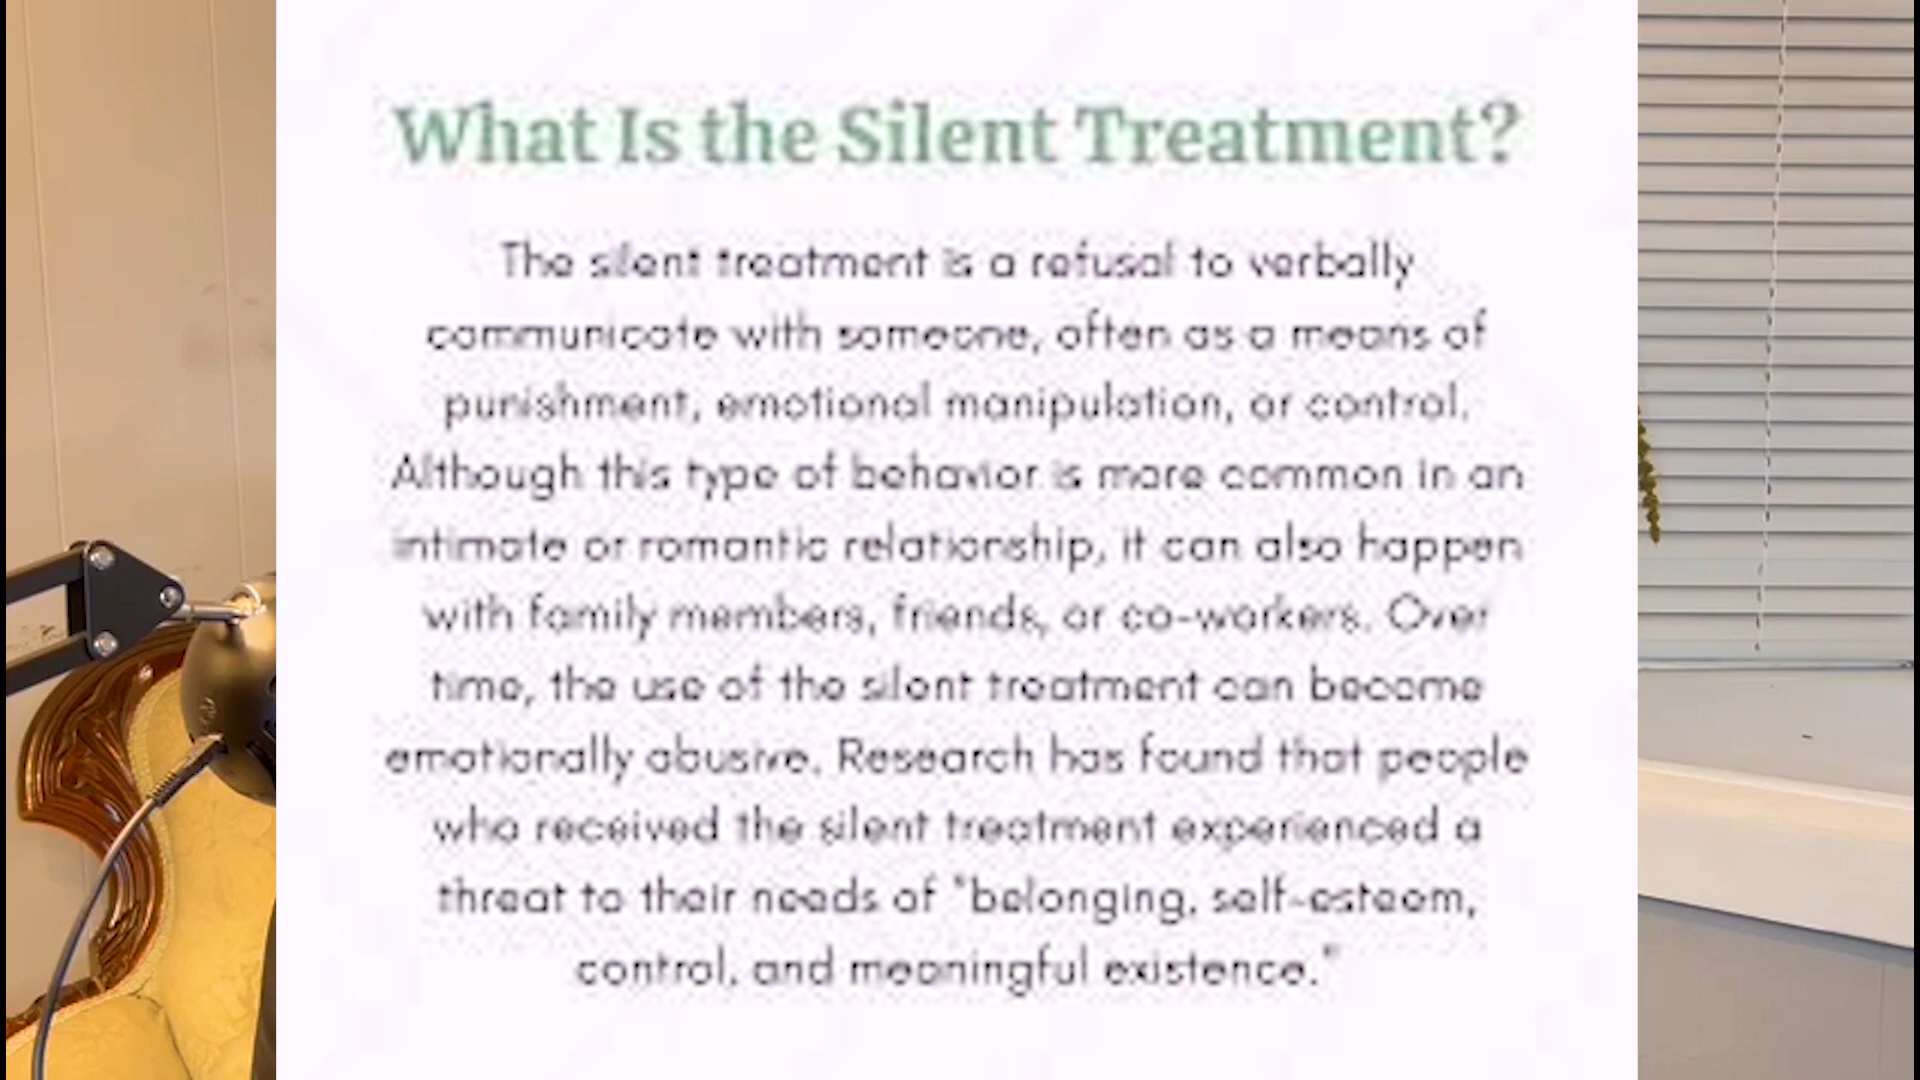 What Is the Silent Treatment?
The silent treatment is a refusal to verbally
communicate with someone, often as a means of
punishment, emotional manipulation, or control.
Although this type of behavior is more common in an
intimate or romantic relationship, it can also happen
with family members, friends, or co-workers. Over
time, the use of the silent treatment can become
emotionally abusive. Research has found that people
who received the silent treatment experienced a
threat to their needs of "belonging, self-esteem,
control, and meaningful existence."